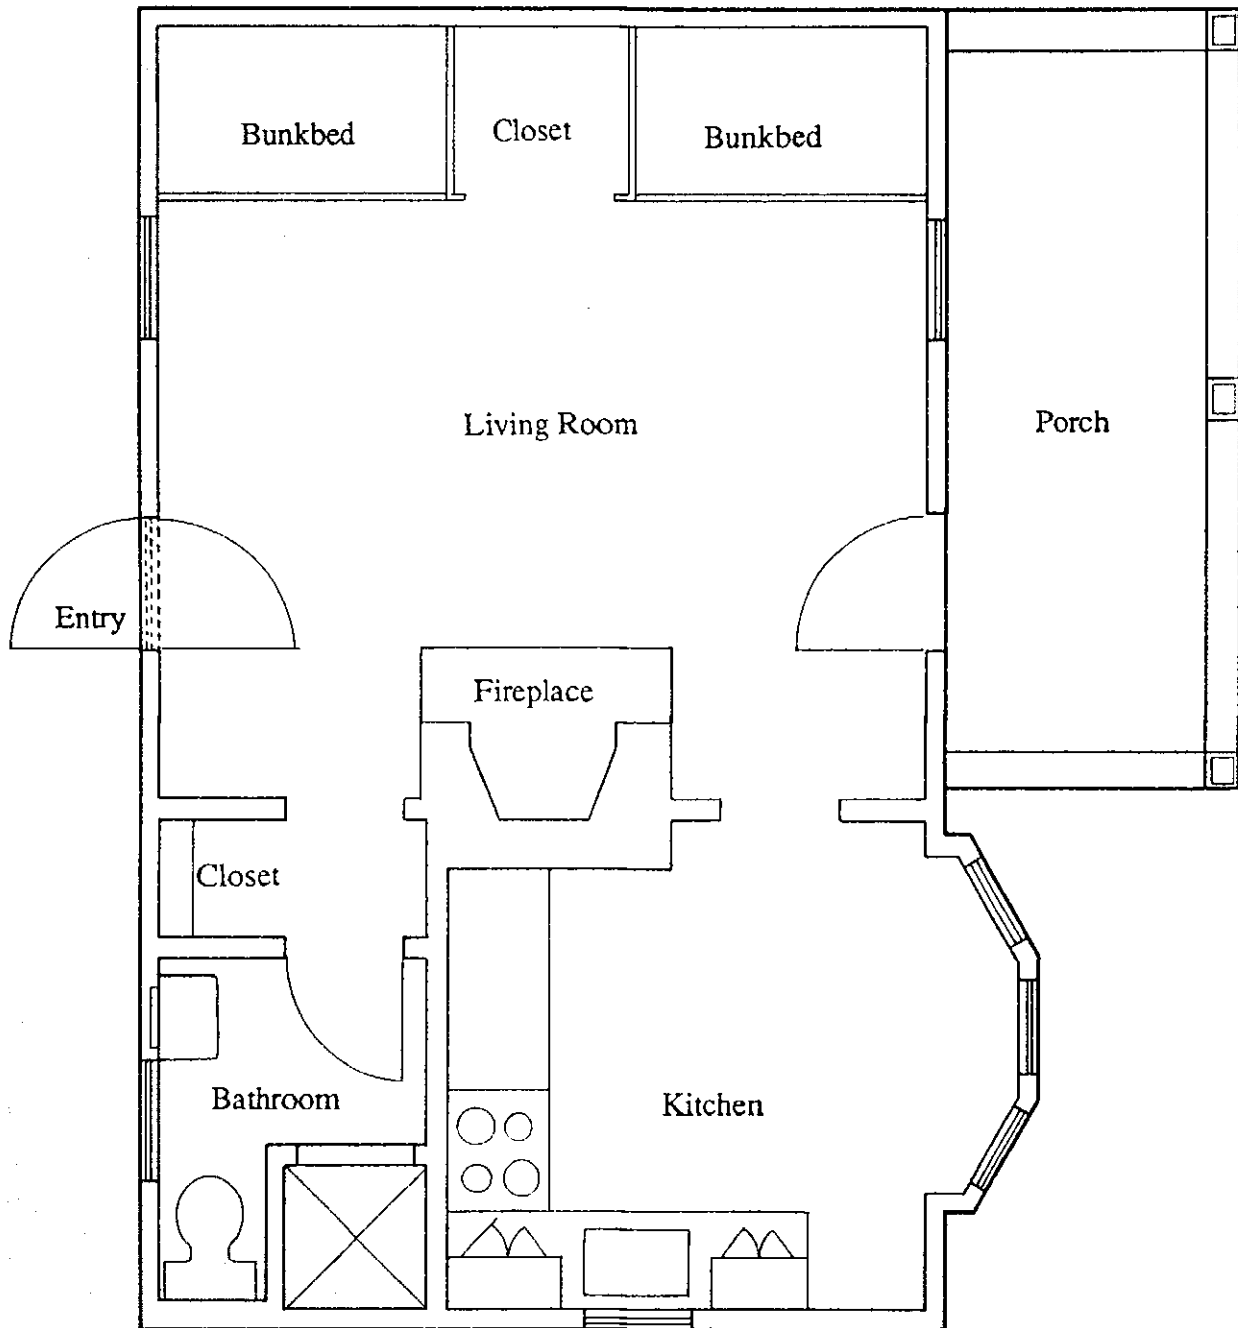 Bunkbed
Closet
Bunkbed
Living Room
Porch
Entry
Fireplace
Closet
Bathroom
Kitchen